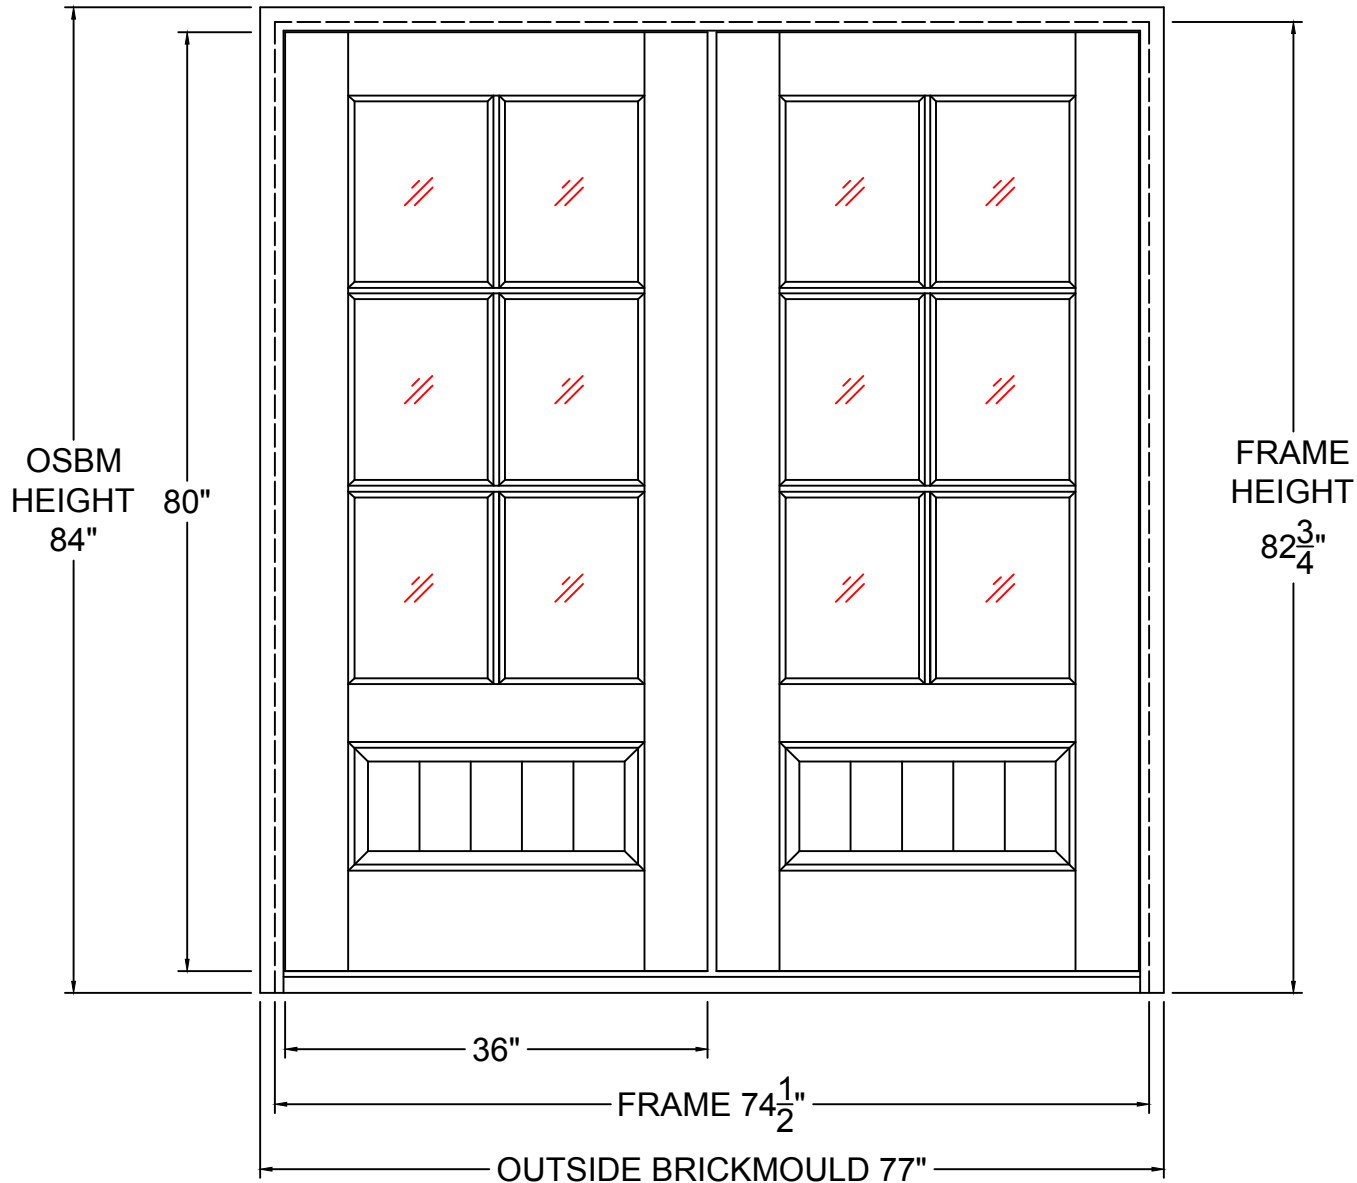 OSBM
HEIGHT
84"
80"
FRAME
HEIGHT
82 3/4"
36"
FRAME 74 1/2"
OUTSIDE BRICKMOULD 77"